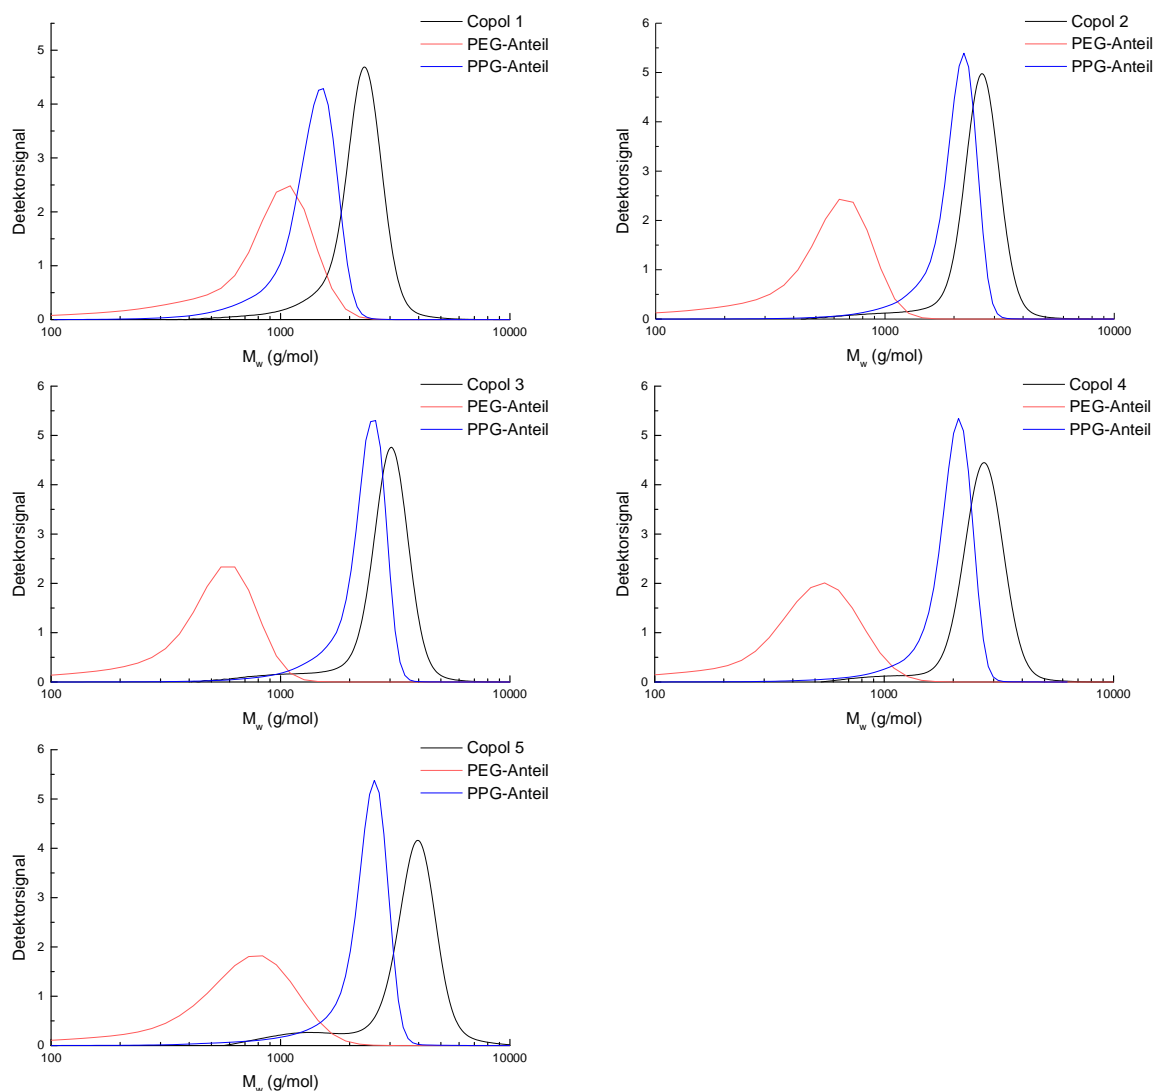 Copol 1
PEG-Anteil
PPG-Anteil
5
4
3
2
1
0
Detektorsignal
100
1000
10000
Mw (g/mol)
Copol 2
PEG-Anteil
PPG-Anteil
6
5
4
3
2
1
0
Detektorsignal
100
1000
10000
Mw (g/mol)
Copol 3
PEG-Anteil
PPG-Anteil
6
5
4
3
2
1
0
Detektorsignal
100
1000
10000
Mw (g/mol)
Copol 4
PEG-Anteil
PPG-Anteil
6
5
4
3
2
1
0
Detektorsignal
100
1000
10000
Mw (g/mol)
Copol 5
PEG-Anteil
PPG-Anteil
6
5
4
3
2
1
0
Detektorsignal
100
1000
10000
Mw (g/mol)